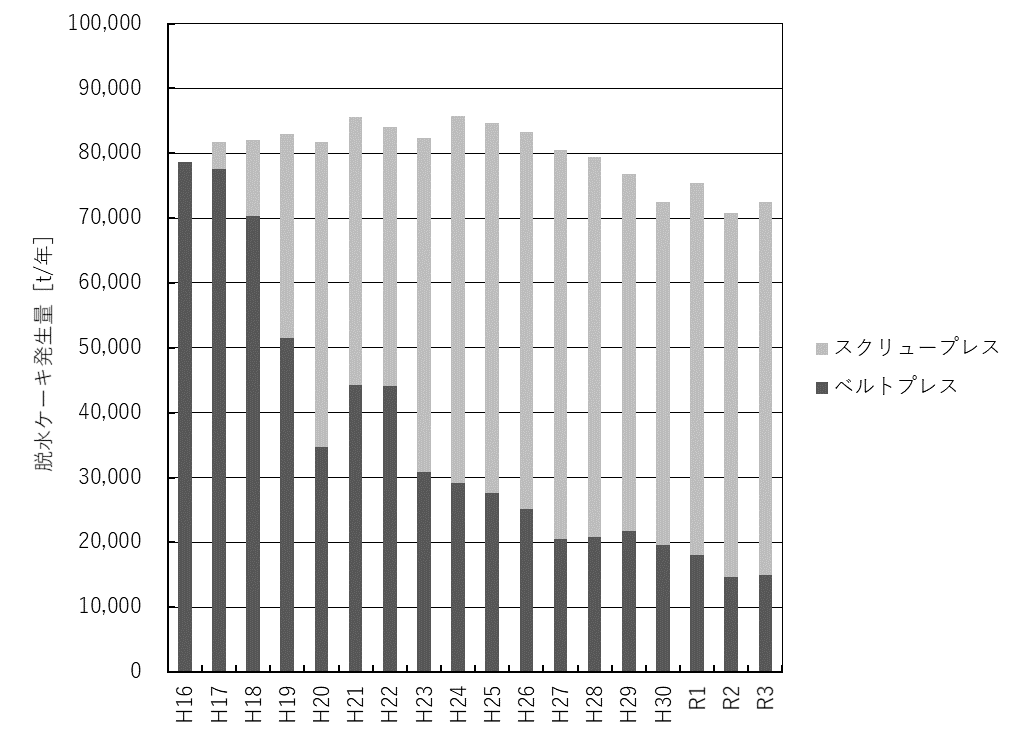 100,000
90,000
80,000
70,000
60,000
50,000
40,000
30,000
20,000
10,000
0
脱水ケーキ発生量 [t/年]
H16
H17
H18
H19
H20
H21
H22
H23
H24
H25
H26
H27
H28
H29
H30
R1
R2
R3
スクリュープレス
ベルトプレス